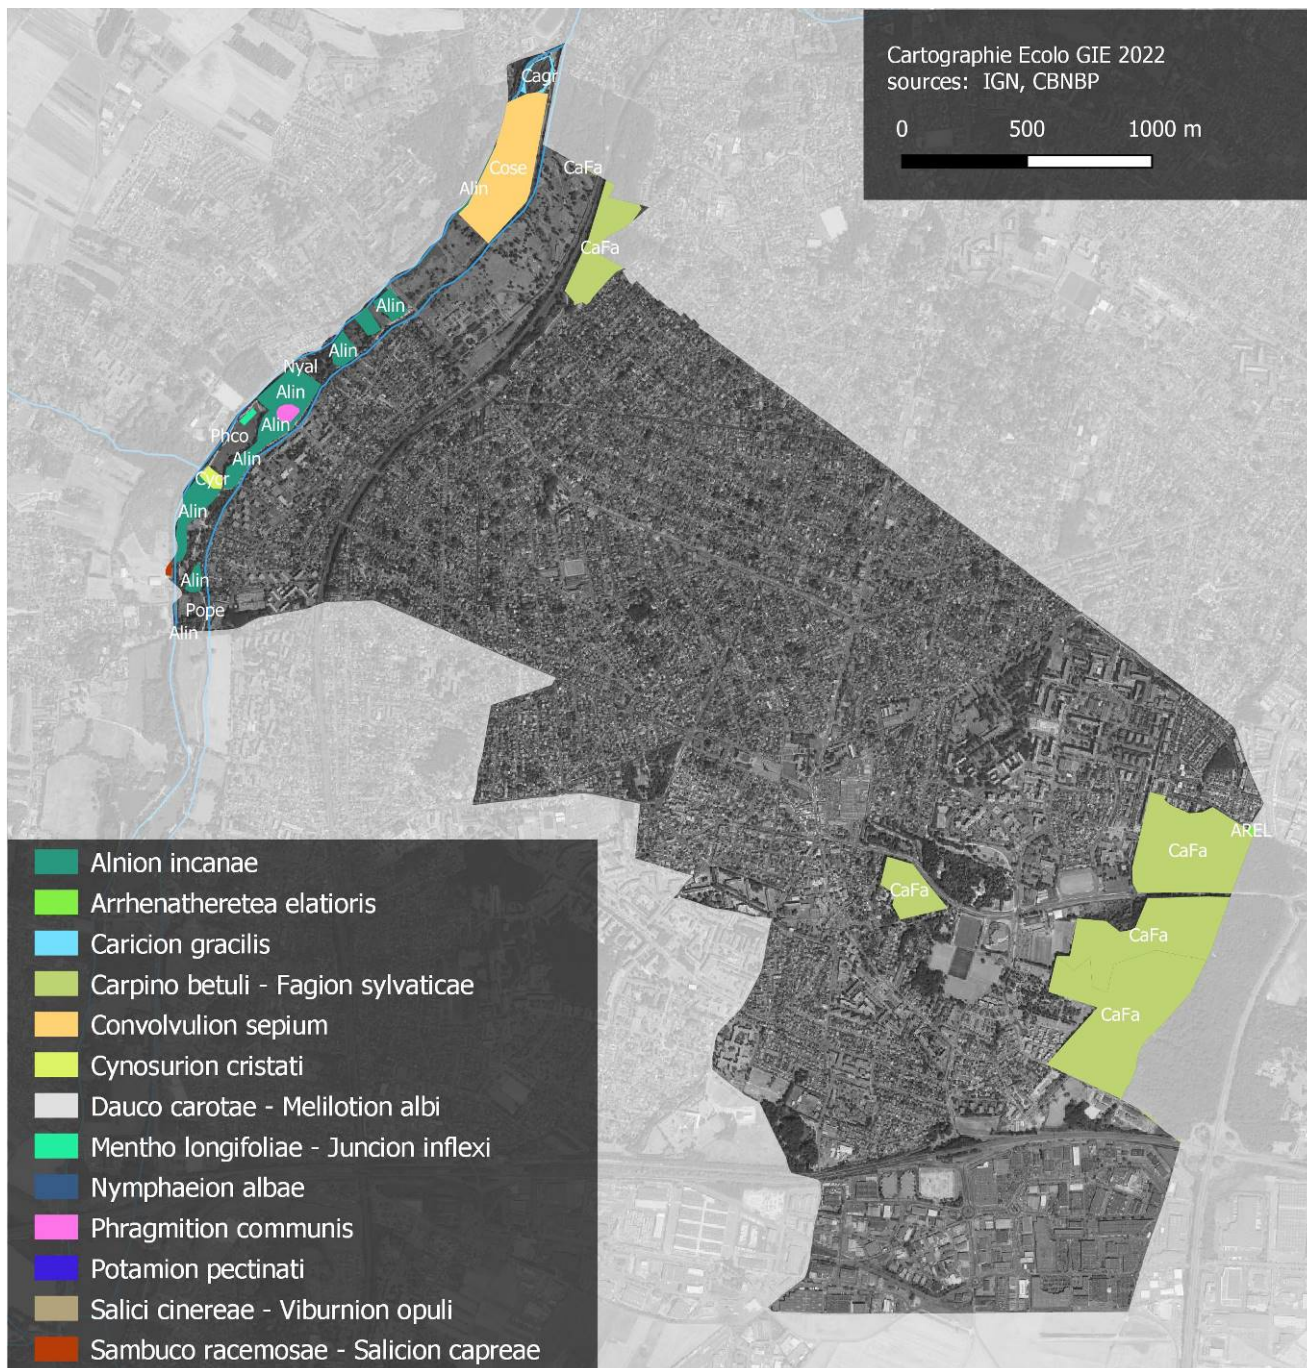 Cartographie Ecolo GIE 2022
sources: IGN, CBNBP
0 500 1000 m
Cagr
Cose
CaFa
Alin
CaFa
Alin
Alin
Nyal
Alin
Alin
Phco
Alin
Cycr
Alin
Alin
Pope
Alin
AREL
CaFa
CaFa
CaFa
CaFa
Alnion incanae
Arrhenatheretea elatioris
Caricion gracilis
Carpino betuli - Fagion sylvaticae
Convolvulion sepium
Cynosurion cristati
Dauco carotae - Melilotion albi
Mentho longifoliae - Juncion inflexi
Nymphaeion albae
Phragmition communis
Potamion pectinati
Salici cinereae - Viburnion opuli
Sambuco racemosae - Salicion capreae